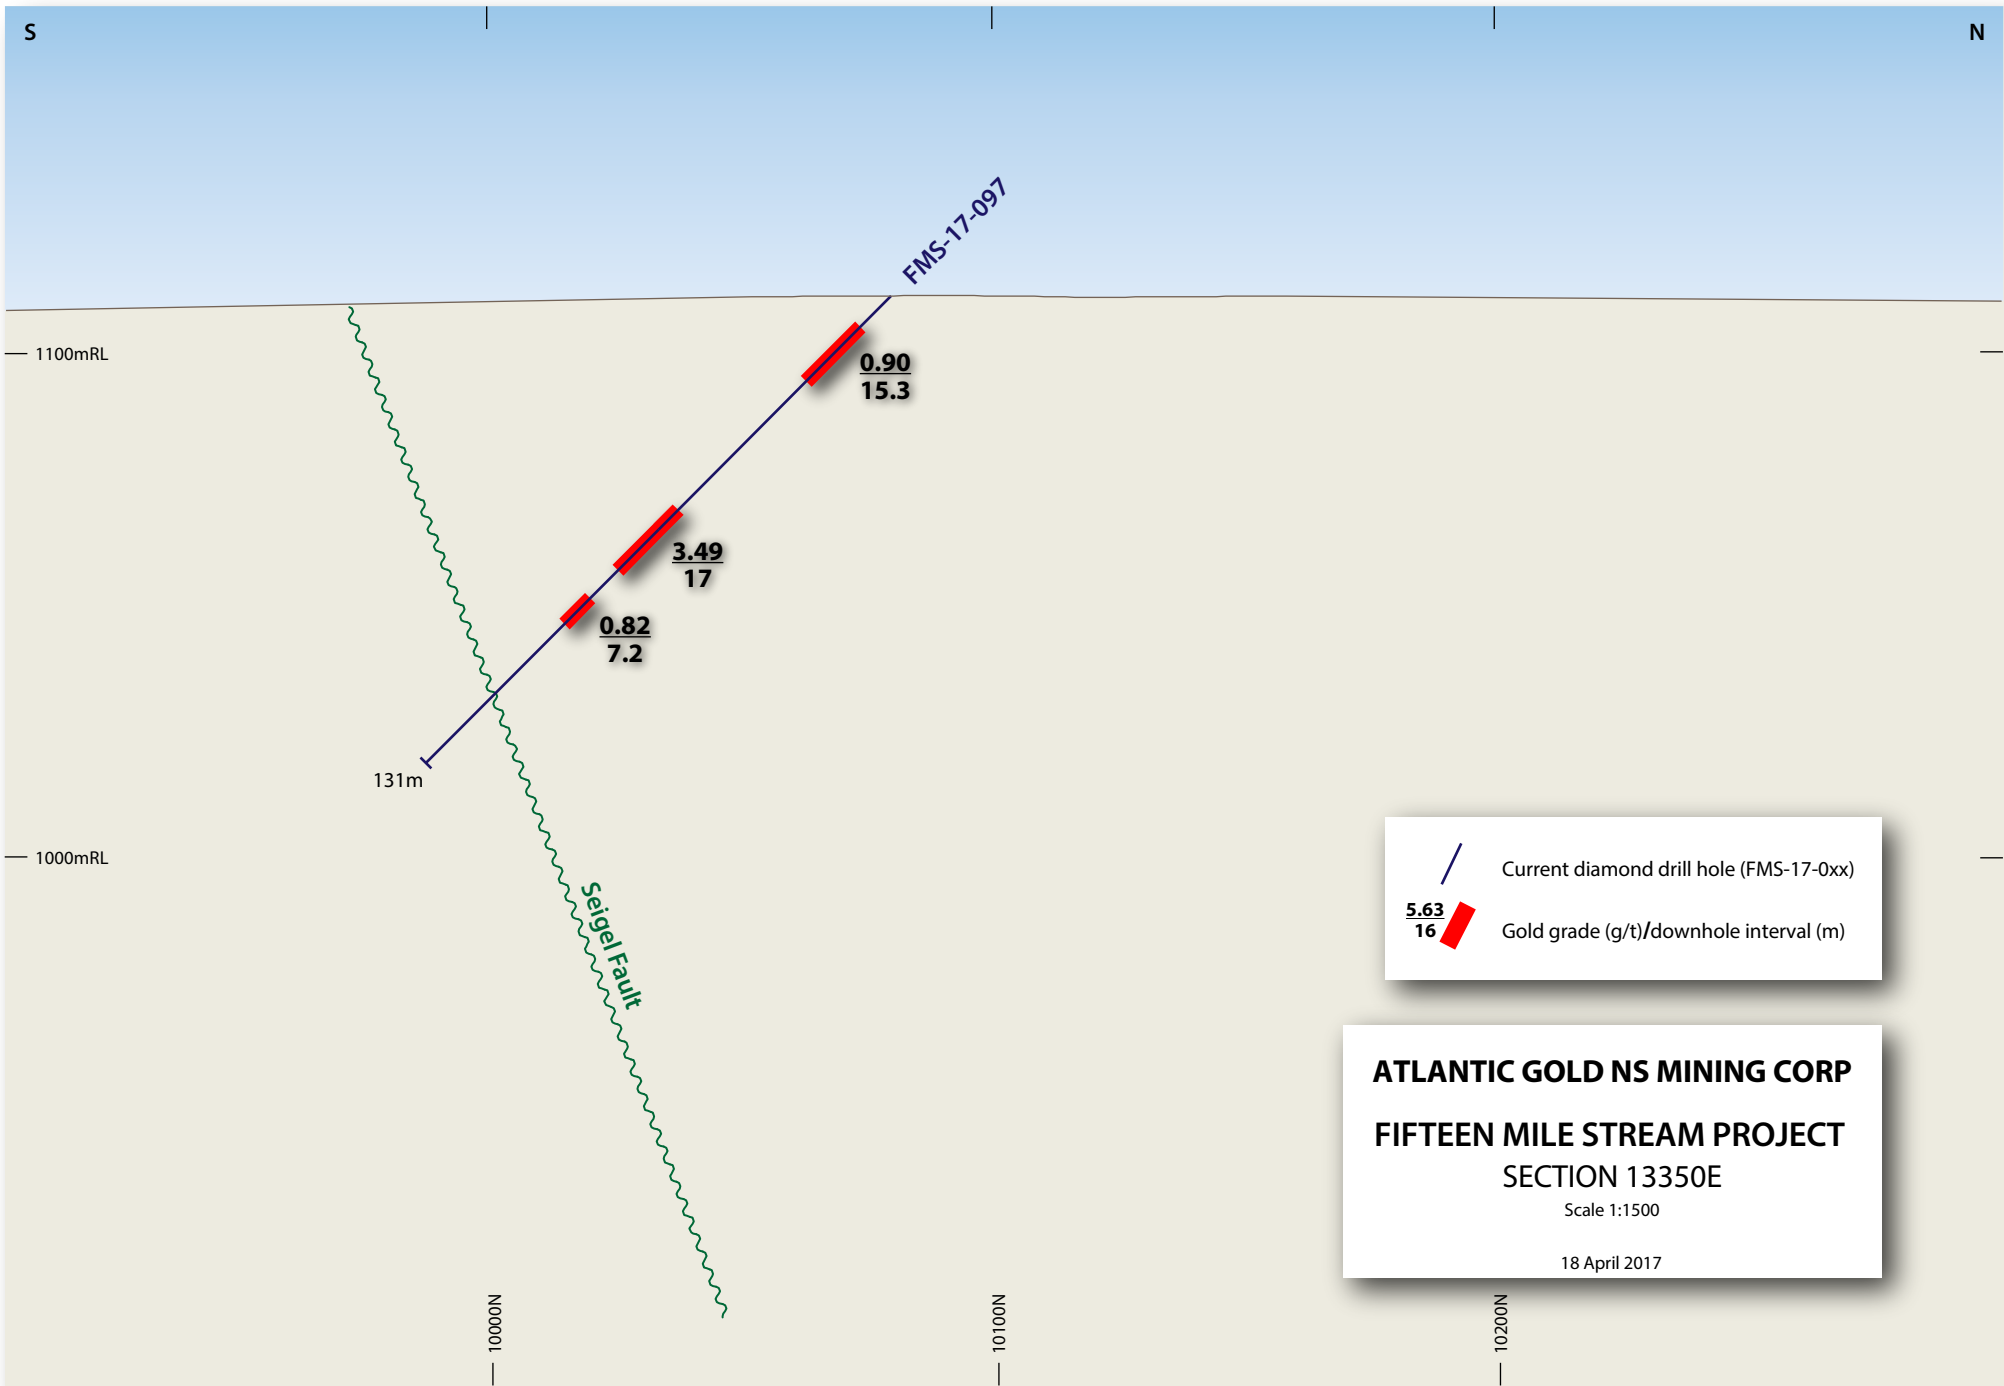 S
N
FMS-17-097
1100mRL
0.90
15.3
3.49
17
0.82
7.2
131m
1000mRL
Seigel Fault
Current diamond drill hole (FMS-17-0xx)
5.63
16
Gold grade (g/t)/downhole interval (m)
ATLANTIC GOLD NS MINING CORP
FIFTEEN MILE STREAM PROJECT
SECTION 13350E
Scale 1:1500
18 April 2017
10000N
10100N
10200N